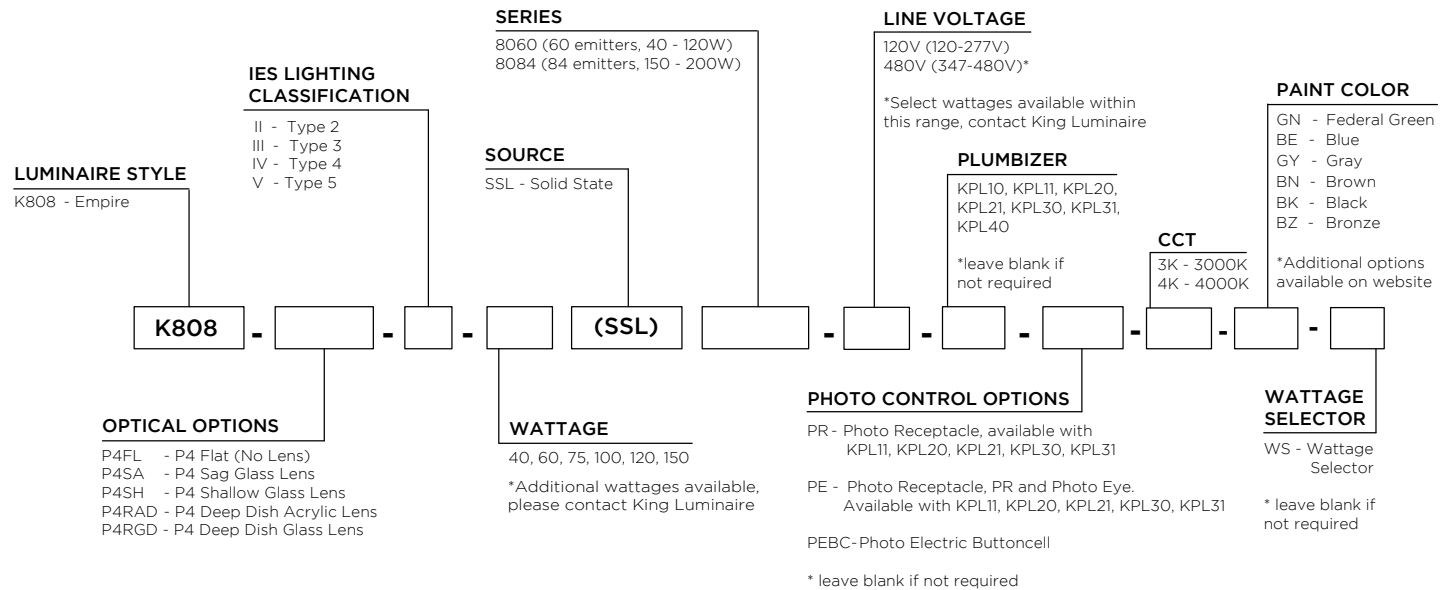 SERIES
8060 (60 emitters, 40 - 120W)
8084 (84 emitters, 150 - 200W)
LINE VOLTAGE
120V (120-277V)
480V (347-480V)*
*Select wattages available within
this range, contact King Luminaire
IES LIGHTING
CLASSIFICATION
II - Type 2
III - Type 3
IV - Type 4
V - Type 5
PAINT COLOR
GN - Federal Green
BE - Blue
GY - Gray
BN - Brown
BK - Black
BZ - Bronze
*Additional options
available on website
LUMINAIRE STYLE
K808 - Empire
SOURCE
SSL - Solid State
PLUMBIZER
KPL10, KPL11, KPL20,
KPL21, KPL30, KPL31,
KPL40
*leave blank if
not required
CCT
3K - 3000K
4K - 4000K
K808 - - - (SSL) - - - - - -
OPTICAL OPTIONS
P4FL - P4 Flat (No Lens)
P4SA - P4 Sag Glass Lens
P4SH - P4 Shallow Glass Lens
P4RAD - P4 Deep Dish Acrylic Lens
P4RGD - P4 Deep Dish Glass Lens
WATTAGE
40, 60, 75, 100, 120, 150
*Additional wattages available,
please contact King Luminaire
PHOTO CONTROL OPTIONS
PR - Photo Receptacle, available with
KPL11, KPL20, KPL21, KPL30, KPL31
PE - Photo Receptacle, PR and Photo Eye.
Available with KPL11, KPL20, KPL21, KPL30, KPL31
PEBC-Photo Electric Buttoncell
* leave blank if not required
WATTAGE
SELECTOR
WS - Wattage
Selector
* leave blank if
not required